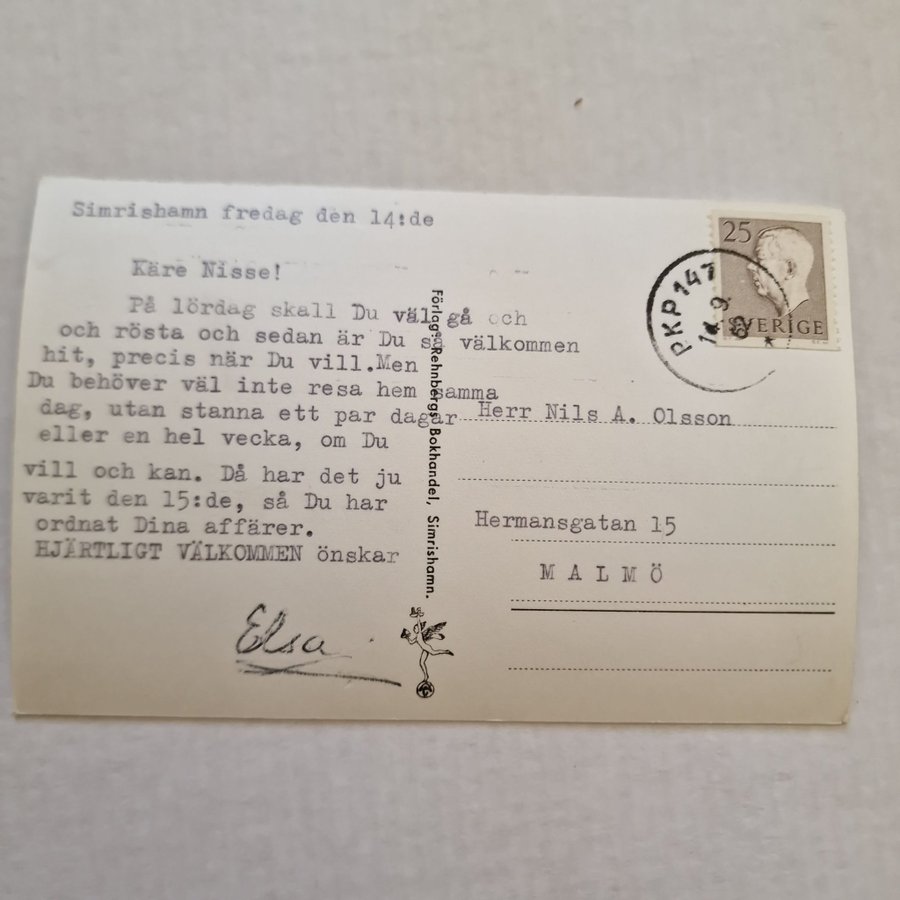 Simrishamn fredag den 14:de
Käre Nisse!
På lördag skall Du väl gå och
och rösta och sedan är Du så välkommen
hit, precis när Du vill.Men
Du behöver väl inte resa hem samma
dag, utan stanna ett par dagar
eller en hel vecka, om Du
vill och kan. Då har det ju
varit den 15:de, så Du har
ordnat Dina affärer.
HJÄRTLIGT VÄLKOMMEN önskar
Elsa
Förlag: Rehnbergs Bokhandel, Simrishamn.
25
SVERIGE
PKP 147
14. 9.
Herr Nils A. Olsson
Hermansgatan 15
MALMÖ